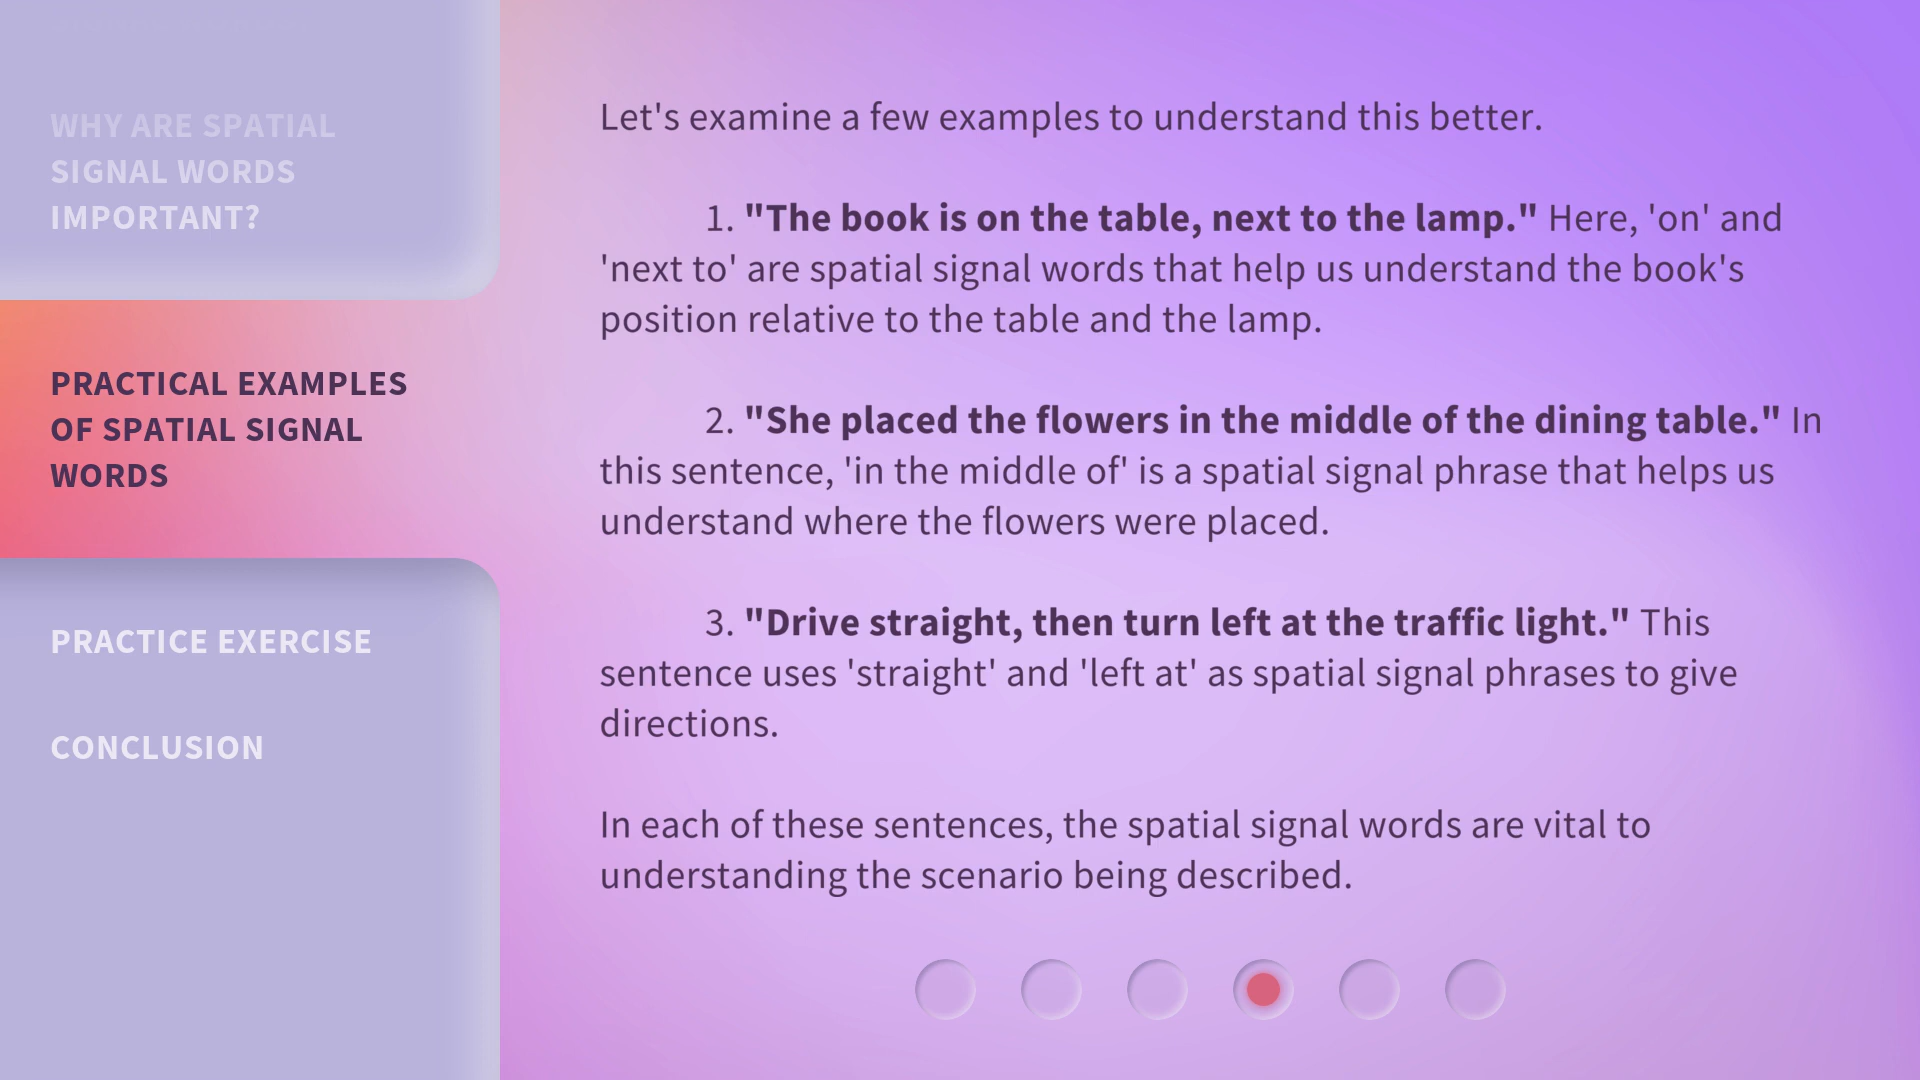 WHY ARE SPATIAL
SIGNAL WORDS
IMPORTANT?
PRACTICAL EXAMPLES
OF SPATIAL SIGNAL
WORDS
PRACTICE EXERCISE
CONCLUSION
Let's examine a few examples to understand this better.
1. "The book is on the table, next to the lamp." Here, 'on' and
'next to' are spatial signal words that help us understand the book's
position relative to the table and the lamp.
2. "She placed the flowers in the middle of the dining table." In
this sentence, 'in the middle of' is a spatial signal phrase that helps us
understand where the flowers were placed.
3. "Drive straight, then turn left at the traffic light." This
sentence uses 'straight' and 'left at' as spatial signal phrases to give
directions.
In each of these sentences, the spatial signal words are vital to
understanding the scenario being described.